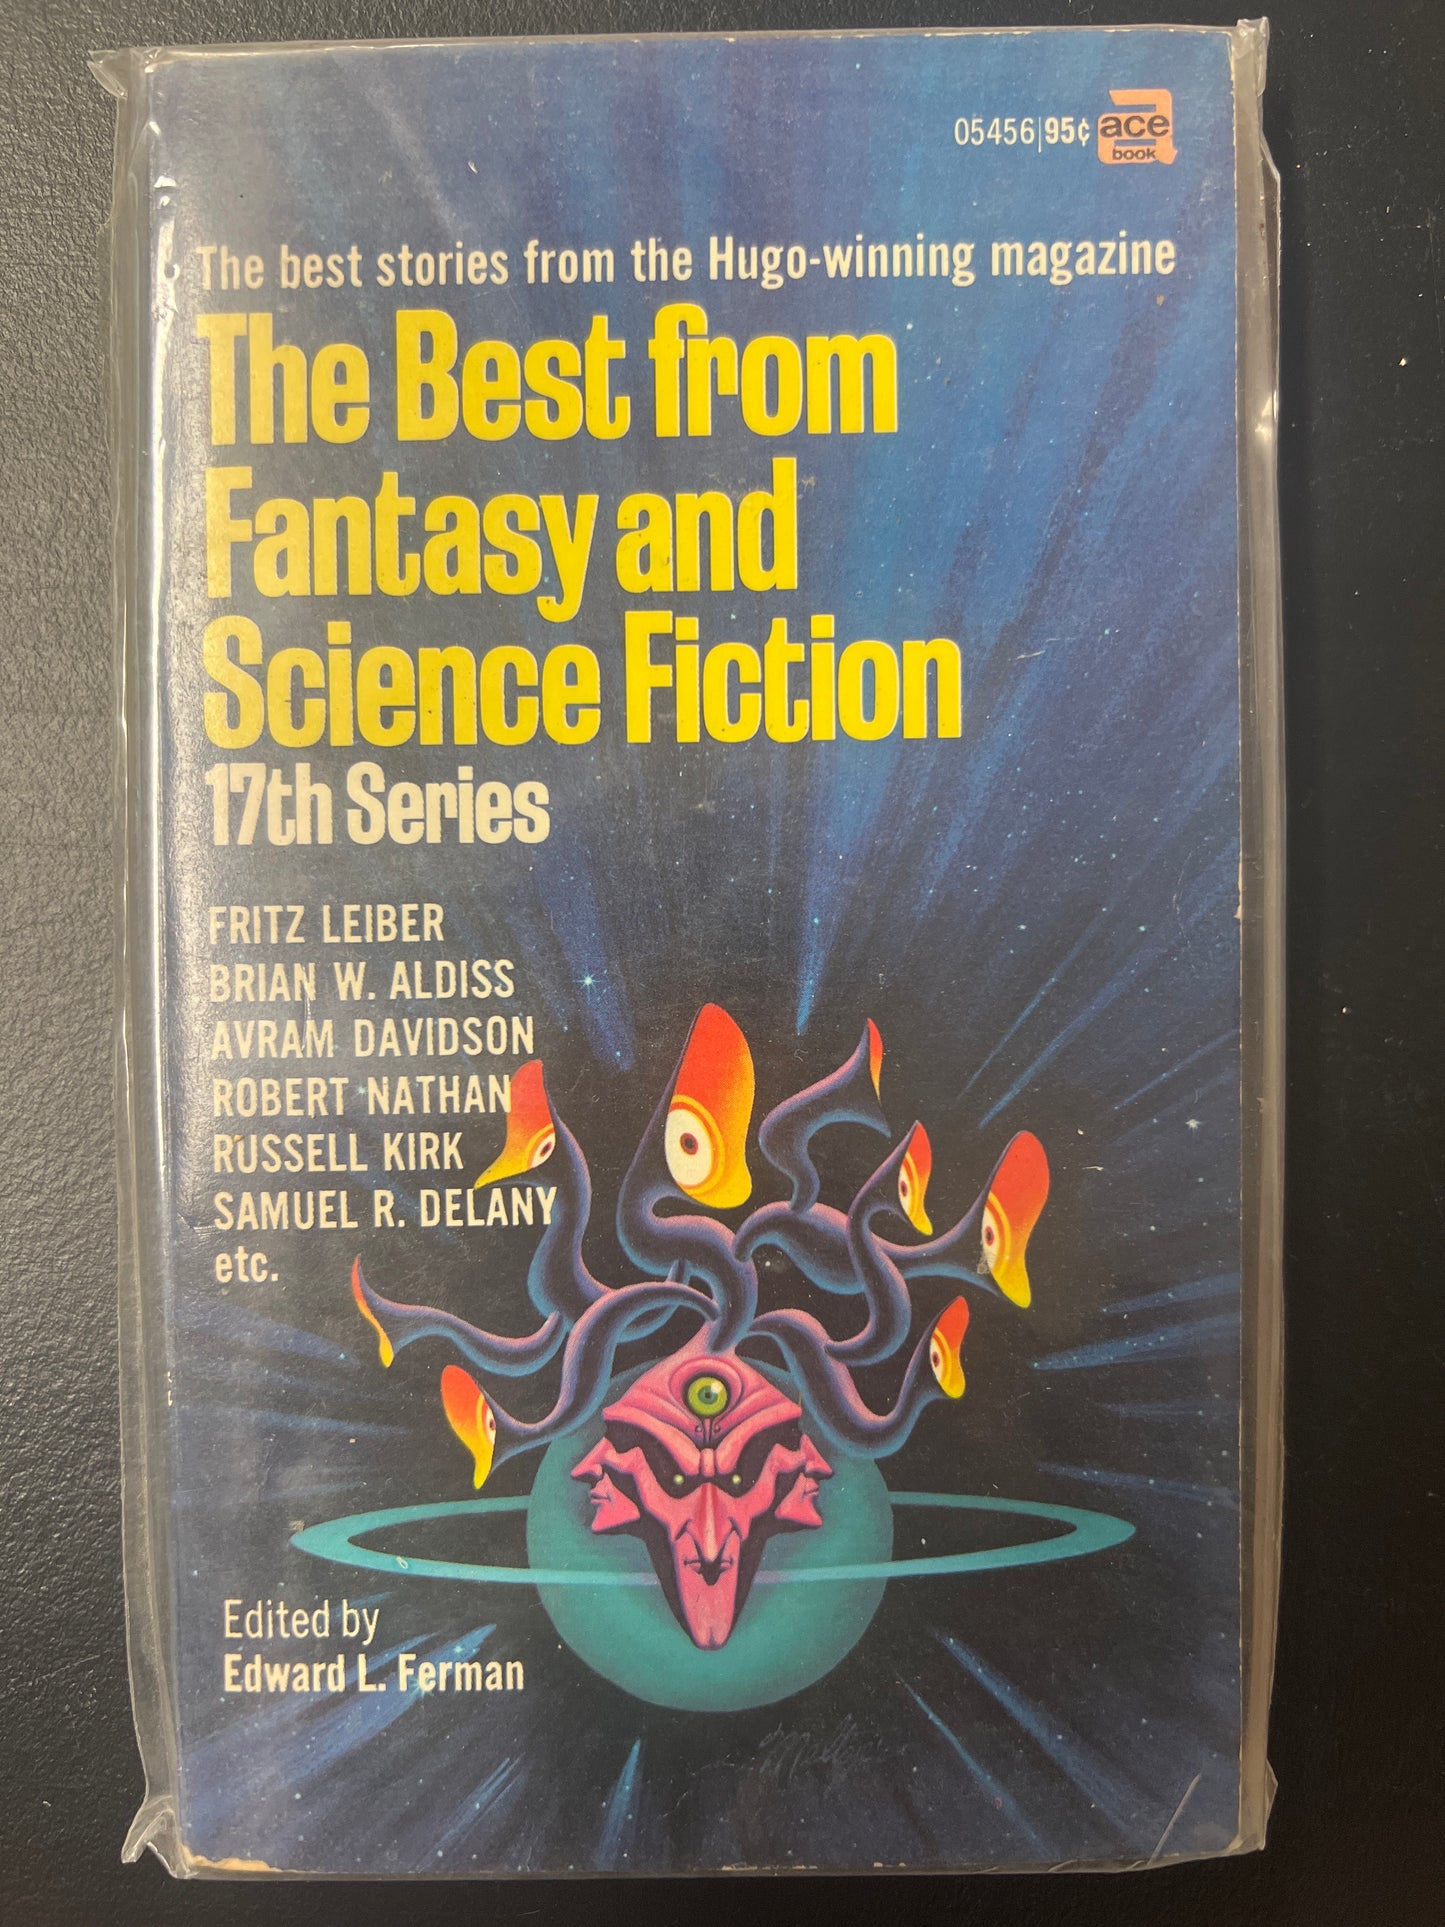 05456|95¢ ace
book
The best stories from the Hugo-winning magazine
The Best from
Fantasy and
Science Fiction
17th Series
FRITZ LEIBER
BRIAN W. ALDISS
AVRAM DAVIDSON
ROBERT NATHAN
RUSSELL KIRK
SAMUEL R. DELANY
etc.
Edited by
Edward L. Ferman